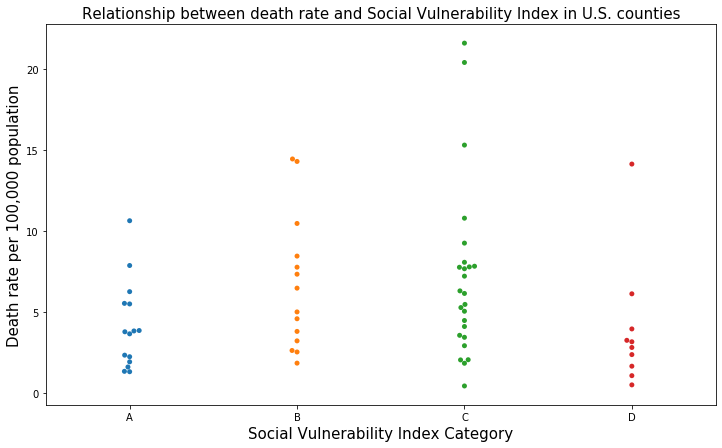 Relationship between death rate and Social Vulnerability Index in U.S. counties
Death rate per 100,000 population
20
15
10
5
0
A B C D
Social Vulnerability Index Category